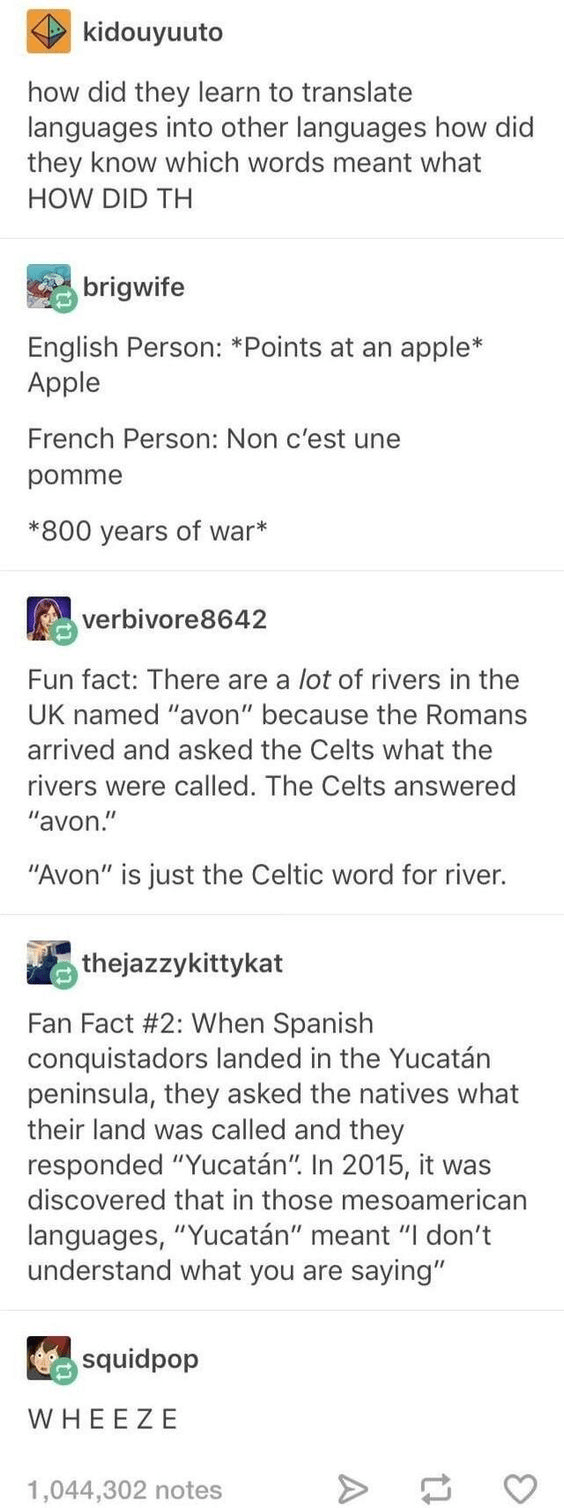 kidouyuuto
how did they learn to translate
languages into other languages how did
they know which words meant what
HOW DID TH
brigwife
English Person: *Points at an apple*
Apple
French Person: Non c’est une
pomme
*800 years of war*
verbivore8642
Fun fact: There are a lot of rivers in the
UK named “avon” because the Romans
arrived and asked the Celts what the
rivers were called. The Celts answered
“avon.”
“Avon” is just the Celtic word for river.
thejazzykittykat
Fan Fact #2: When Spanish
conquistadors landed in the Yucatán
peninsula, they asked the natives what
their land was called and they
responded “Yucatán”. In 2015, it was
discovered that in those mesoamerican
languages, “Yucatán” meant “I don’t
understand what you are saying”
squidpop
W H E E Z E
1,044,302 notes